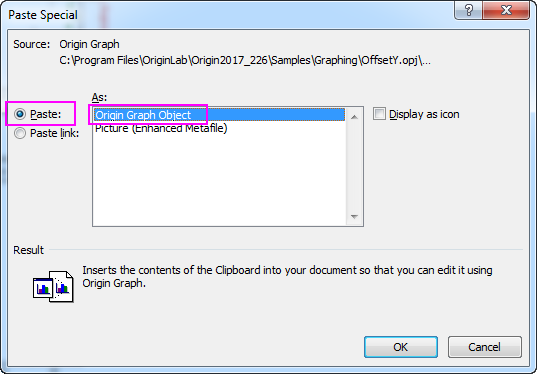 Paste Special
Source: Origin Graph
C:\Program Files\OriginLab\Origin2017_226\Samples\Graphing\OffsetY.opj\...
As:
Paste: Origin Graph Object Display as icon
Paste link: Picture (Enhanced Metafile)
Result
Inserts the contents of the Clipboard into your document so that you can edit it using
Origin Graph.
OK Cancel